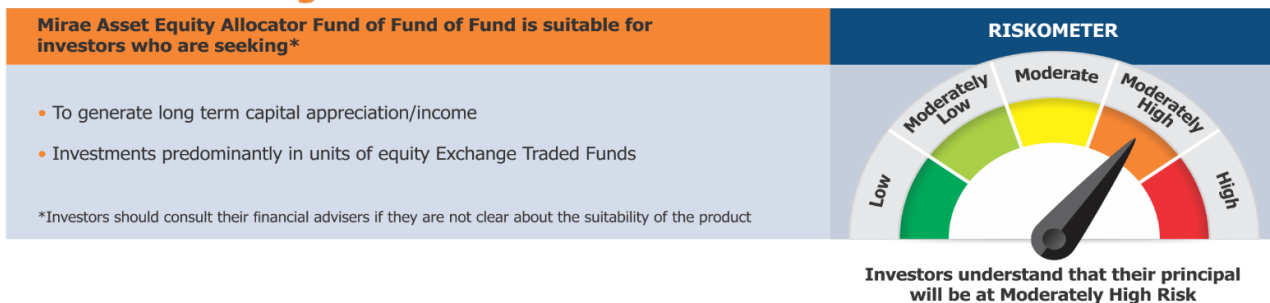 Mirae Asset Equity Allocator Fund of Fund of Fund is suitable for
investors who are seeking*
• To generate long term capital appreciation/income
• Investments predominantly in units of equity Exchange Traded Funds
*Investors should consult their financial advisers if they are not clear about the suitability of the product
RISKOMETER
Low
Moderately
Low
Moderate
Moderately
High
High
Investors understand that their principal
will be at Moderately High Risk